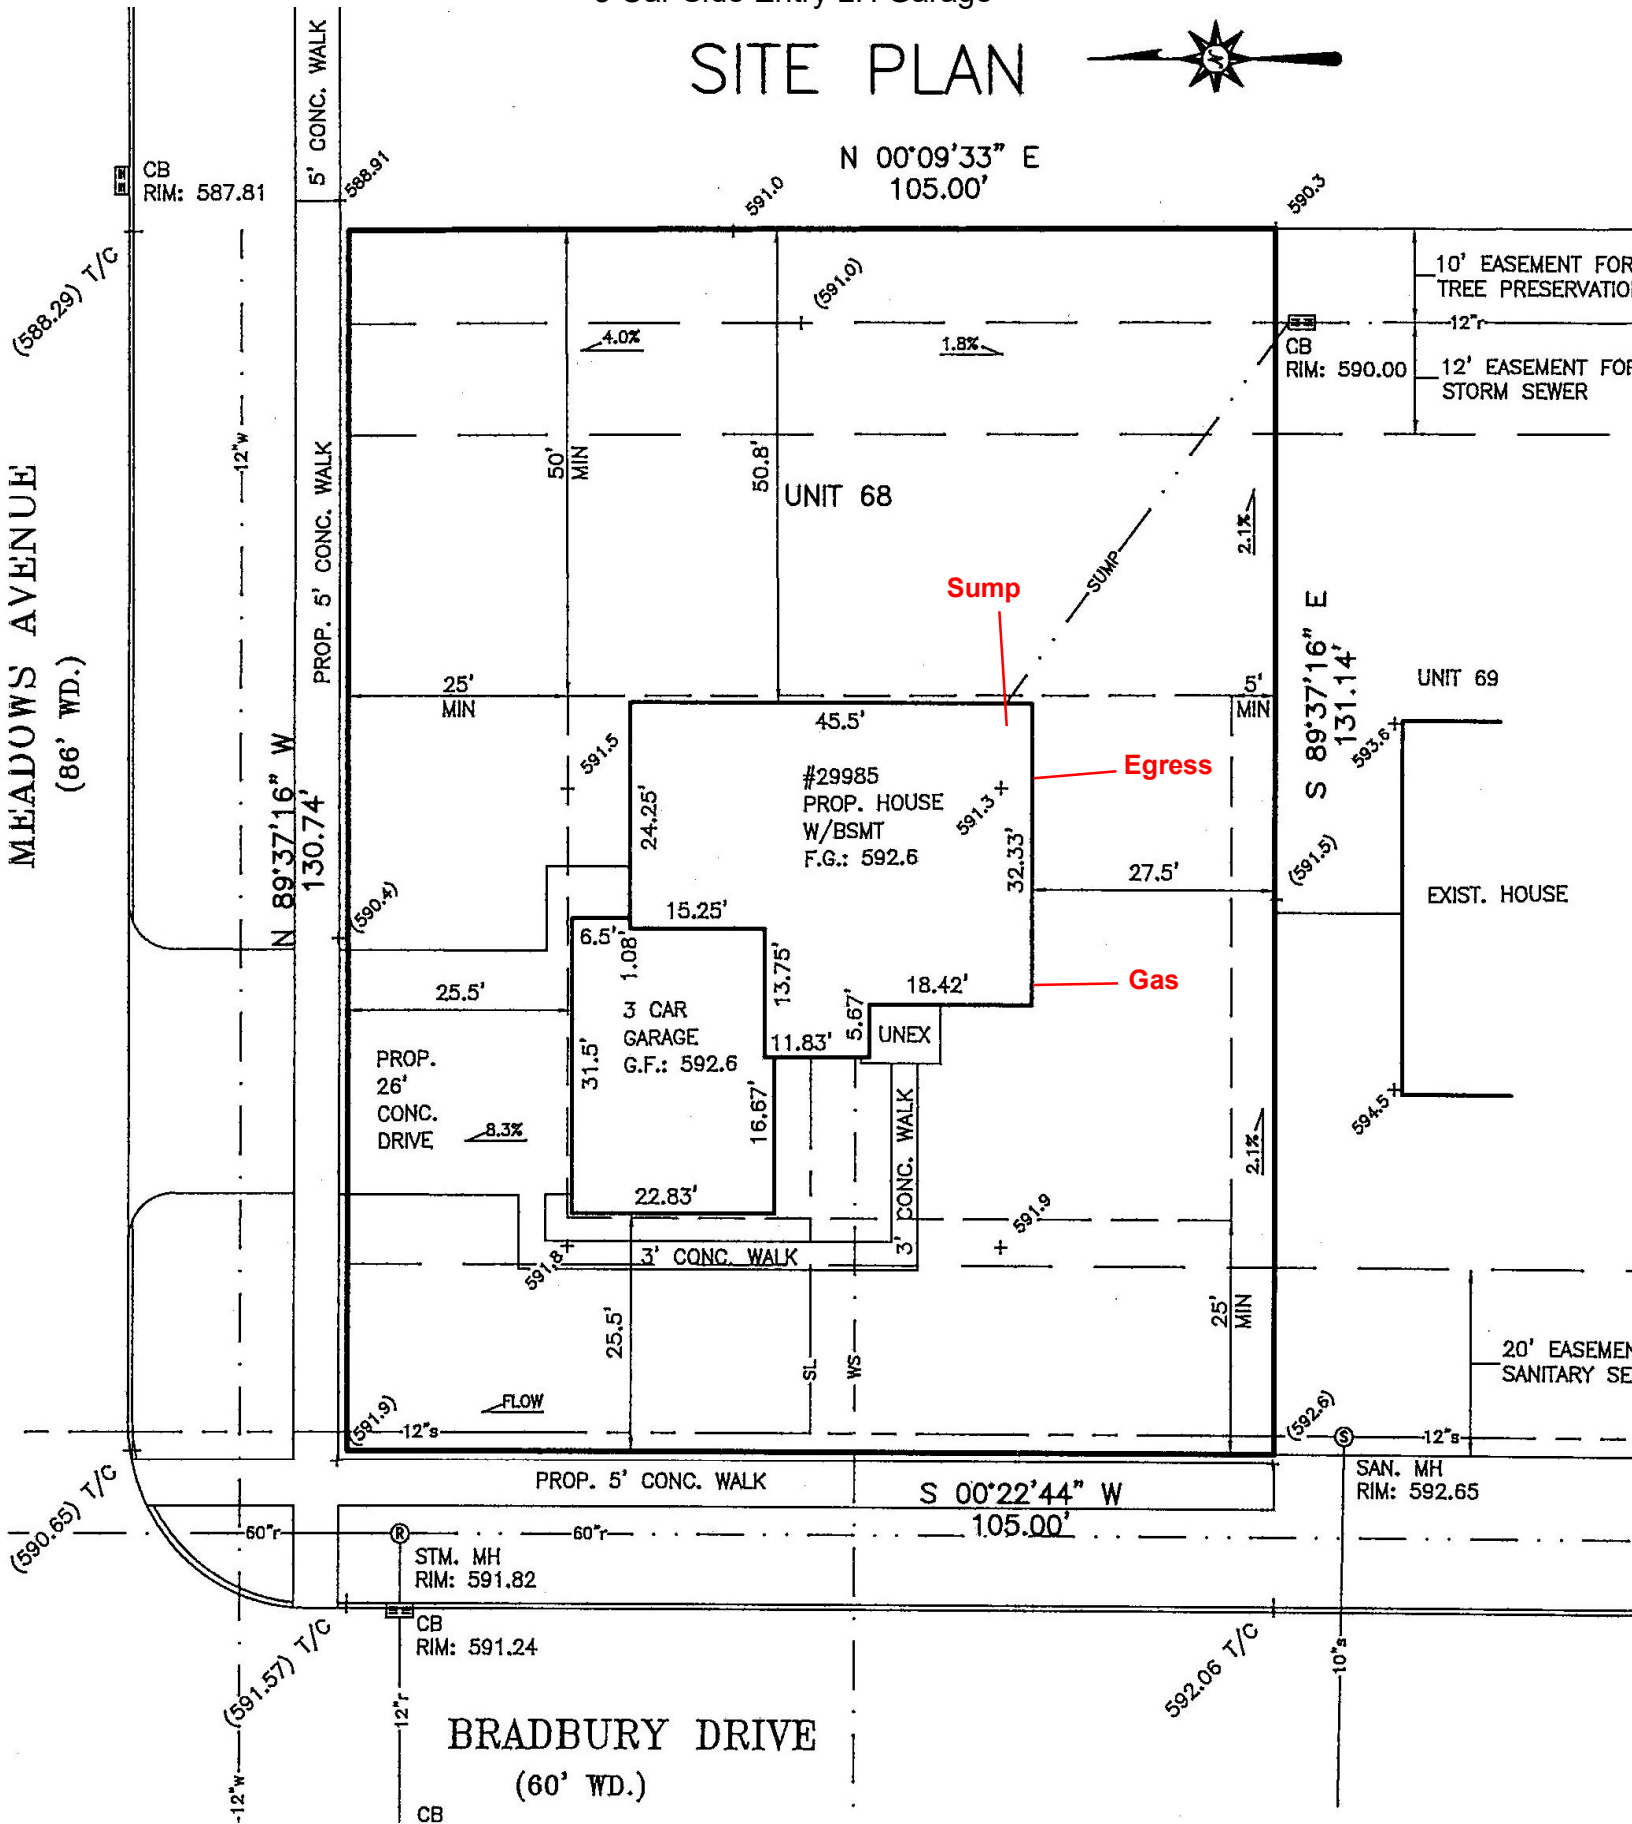 3 Car Side Entry LH Garage
SITE PLAN
N
N 00°09'33" E
105.00'
5' CONC. WALK
CB
RIM: 587.81
588.91
591.0
590.3
(588.29) T/C
(591.0)
4.0%
1.8%
10' EASEMENT FOR
TREE PRESERVATIO
12"r
CB
RIM: 590.00
12' EASEMENT FOR
STORM SEWER
12"w
PROP. 5' CONC. WALK
50'
MIN
50.8'
UNIT 68
2.1%
SUMP
Sump
MEADOWS AVENUE
(86' WD.)
25'
MIN
5'
MIN
S 89°37'16" E
131.14'
UNIT 69
N 89°37'16" W
130.74'
591.5
45.5'
Egress
593.6
24.25'
#29985
PROP. HOUSE
W/BSMT
F.G.: 592.6
591.3
32.33'
27.5'
(591.5)
EXIST. HOUSE
(590.4)
15.25'
6.5'
1.08
13.75'
18.42'
Gas
25.5'
3 CAR
GARAGE
G.F.: 592.6
5.67'
11.83'
UNEX
PROP.
26'
CONC.
DRIVE
8.3%
31.5'
16.67'
3' CONC. WALK
594.5
2.1%
22.83'
591.9
591.8
3' CONC. WALK
25.5'
25'
MIN
SL
WS
20' EASEMEN
SANITARY SE
FLOW
(591.9)
12"s
(592.6)
S
12"s
PROP. 5' CONC. WALK
S 00°22'44" W
105.00'
SAN. MH
RIM: 592.65
(590.65) T/C
60"r
R
60"r
STM. MH
RIM: 591.82
CB
RIM: 591.24
(591.57) T/C
592.06 T/C
10"s
12"r
12"w
BRADBURY DRIVE
(60' WD.)
CB